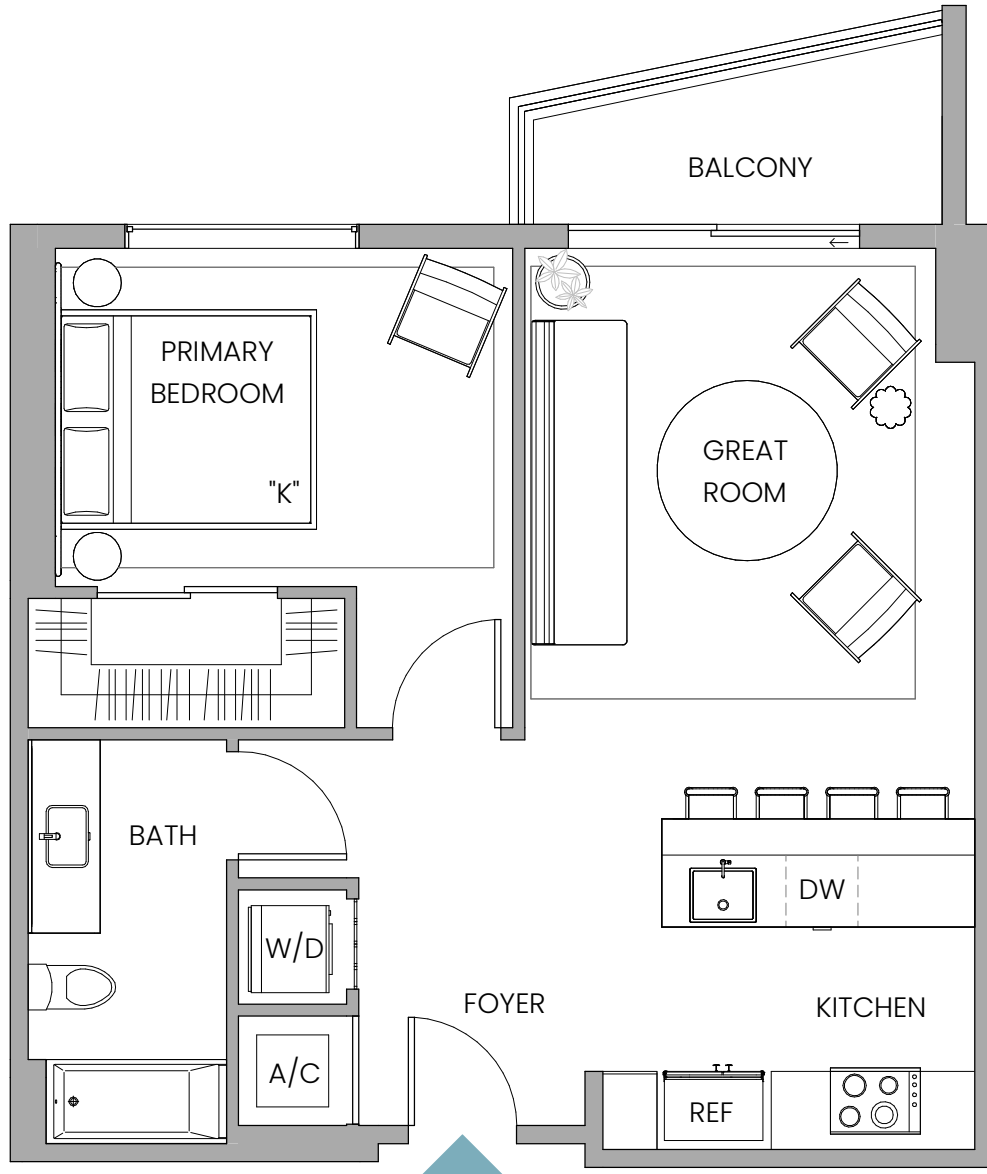 BALCONY
PRIMARY
BEDROOM
"K"
GREAT
ROOM
BATH
DW
W/D
FOYER
KITCHEN
A/C
REF